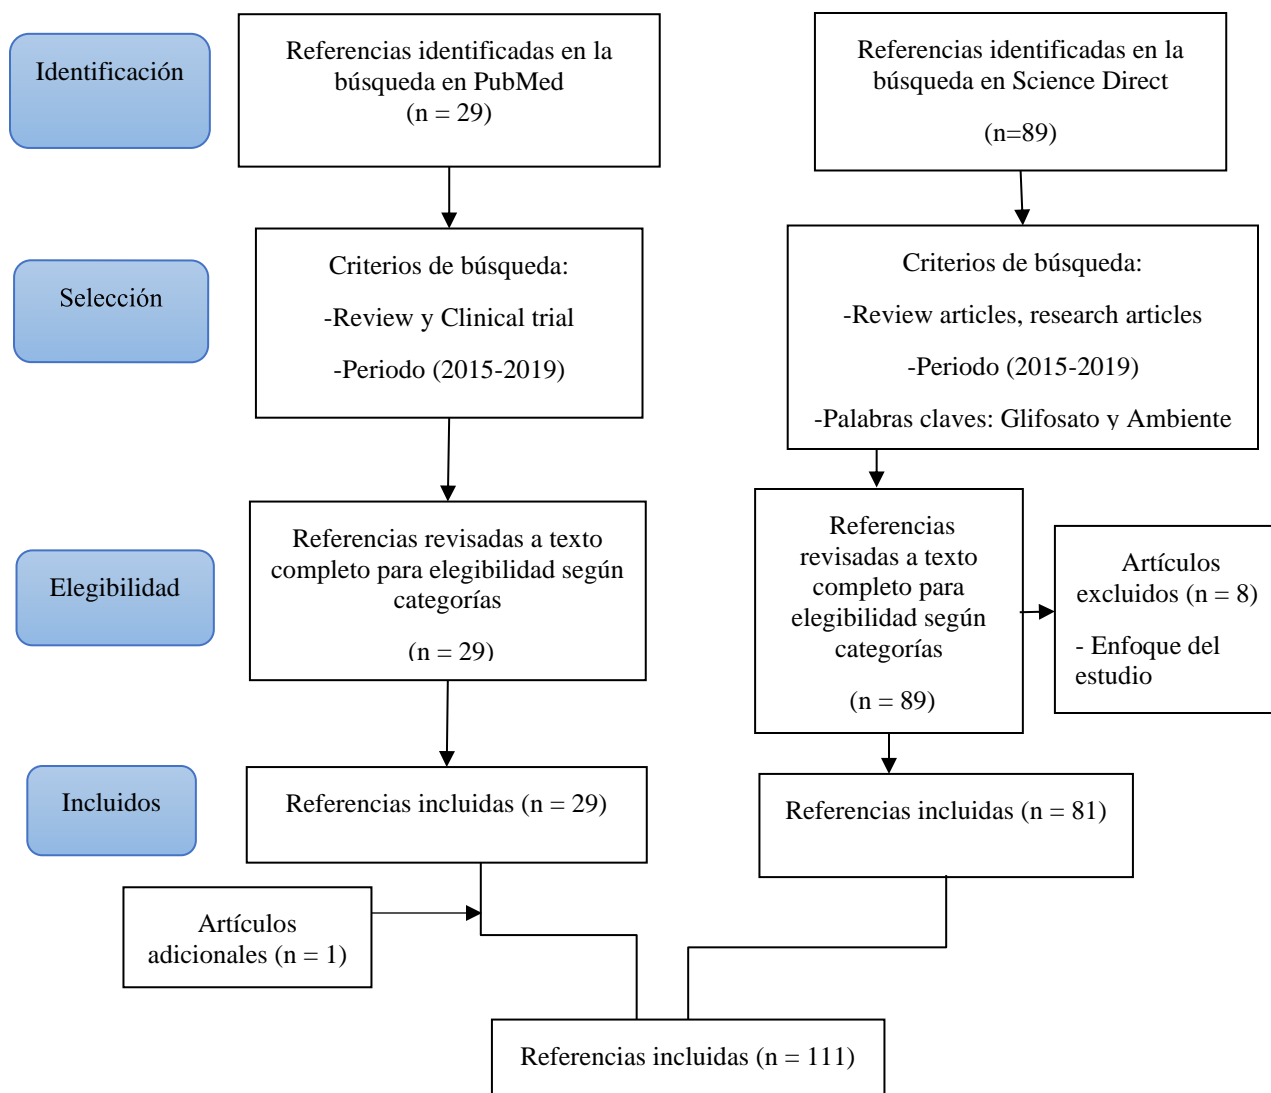 Identificación
Referencias identificadas en la
búsqueda en PubMed
(n = 29)
Referencias identificadas en la
búsqueda en Science Direct
(n=89)
Selección
Criterios de búsqueda:
-Review y Clinical trial
-Periodo (2015-2019)
Criterios de búsqueda:
-Review articles, research articles
-Periodo (2015-2019)
-Palabras claves: Glifosato y Ambiente
Elegibilidad
Referencias revisadas a texto
completo para elegibilidad según
categorías
(n = 29)
Referencias
revisadas a texto
completo para
elegibilidad según
categorías
(n = 89)
Artículos
excluidos (n = 8)
- Enfoque del
estudio
Incluidos
Referencias incluidas (n = 29)
Referencias incluidas (n = 81)
Artículos
adicionales (n = 1)
Referencias incluidas (n = 111)